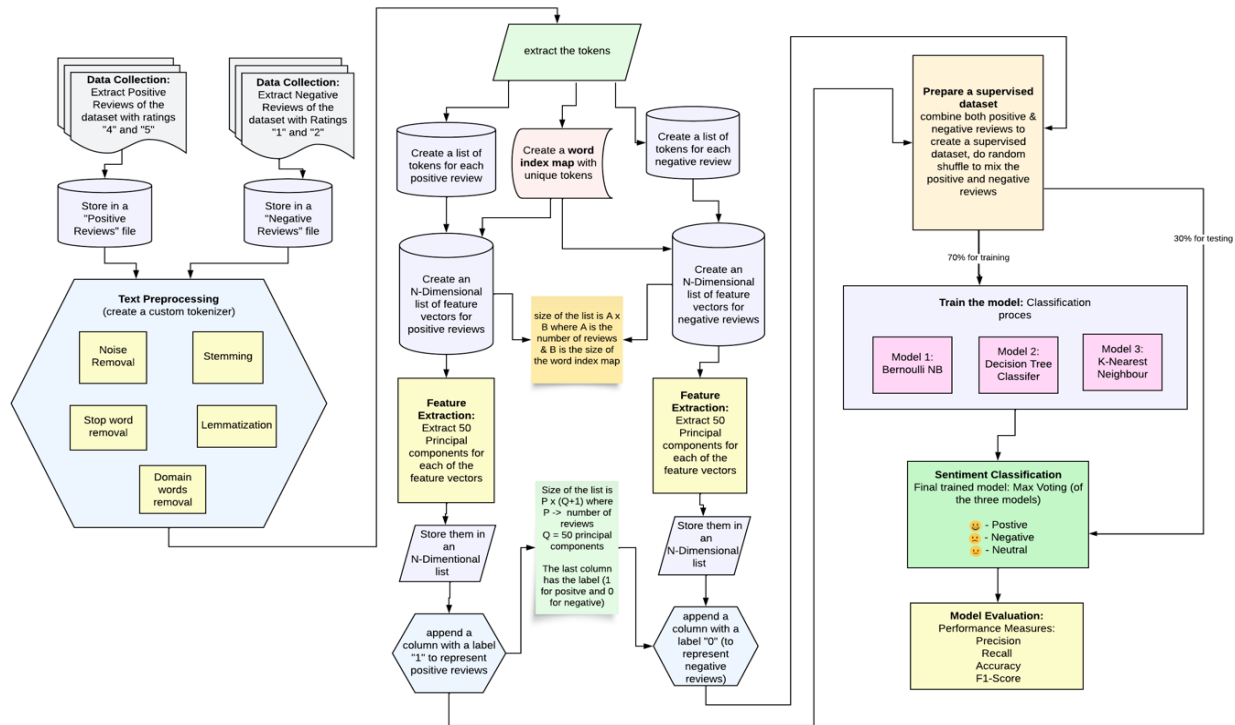 Data Collection:
Extract Positive
Reviews of the
dataset with ratings
"4" and "5"
Data Collection:
Extract Negative
Reviews of the
dataset with Ratings
"1" and "2"
Store in a
"Positive
Reviews" file
Store in a
"Negative
Reviews" file
Text Preprocessing
(create a custom tokenizer)
Noise
Removal
Stemming
Stop word
removal
Lemmatization
Domain
words
removal
extract the tokens
Create a list of
tokens for each
positive review
Create a word
index map with
unique tokens
Create a list of
tokens for each
negative review
Create an
N-Dimensional
list of feature
vectors for
positive reviews
size of the list is A x
B where A is the
number of reviews
& B is the size of
the word index map
Create an
N-Dimensional
list of feature
vectors for
negative reviews
Feature
Extraction:
Extract 50
Principal
components for
each of the
feature vectors
Feature
Extraction:
Extract 50
Principal
components for
each of the
feature vectors
Store them in
an
N-Dimentional
list
Size of the list is
P x (Q+1) where
P -> number of
reviews
Q = 50 principal
components
The last column
has the label (1
for positve and 0
for negative)
Store them in
an
N-Dimensional
list
append a
column with a label
"1" to represent
positive reviews
append a
column with a
label "0" (to
represent
negative
reviews)
Prepare a supervised
dataset
combine both positive &
negative reviews to
create a supervised
dataset, do random
shuffle to mix the
positive and negative
reviews
70% for training
30% for testing
Train the model: Classification
proces
Model 1:
Bernoulli NB
Model 2:
Decision Tree
Classifer
Model 3:
K-Nearest
Neighbour
Sentiment Classification
Final trained model: Max Voting (of
the three models)
- Postive
- Negative
- Neutral
Model Evaluation:
Performance Measures:
Precision
Recall
Accuracy
F1-Score